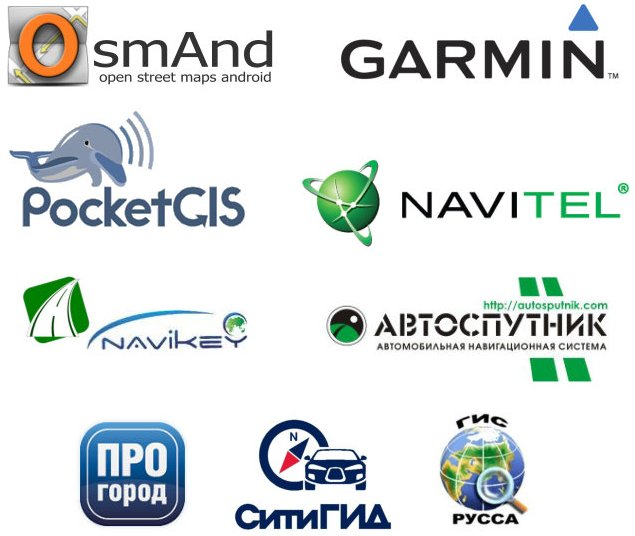 OsmAnd
open street maps android
GARMIN™
PocketGIS
NAVITEL®
NAVIKEY
http://autosputnik.com
АВТОСПУТНИК
АВТОМОБИЛЬНАЯ НАВИГАЦИОННАЯ СИСТЕМА
ПРО
город
N
СитиГИД
ГИС
РУССА